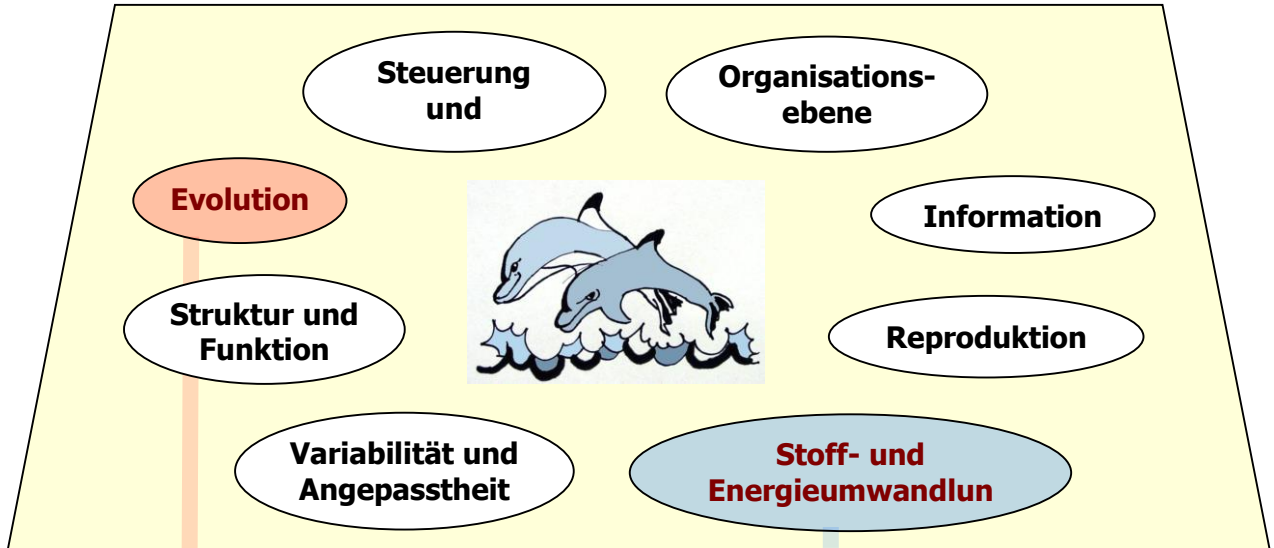 Steuerung
und
Organisations-
ebene
Evolution
Information
Struktur und
Funktion
Reproduktion
Variabilität und
Angepasstheit
Stoff- und
Energieumwandlun